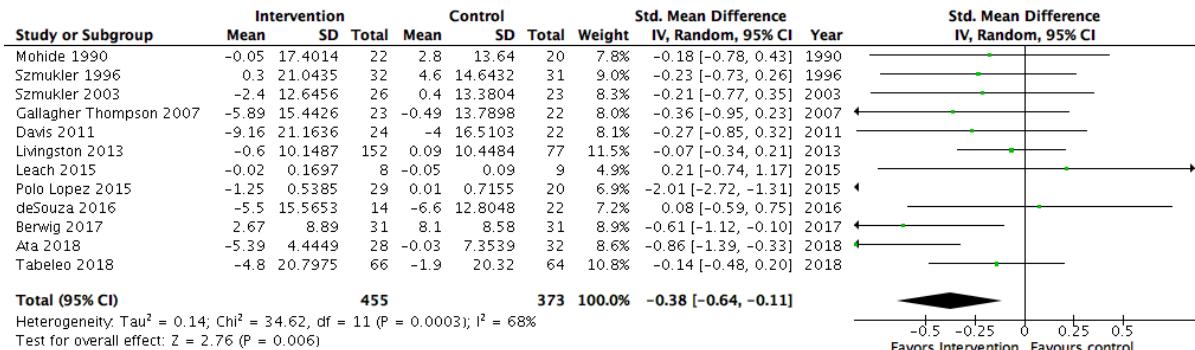 Intervention Control Std. Mean Difference Std. Mean Difference
Study or Subgroup Mean SD Total Mean SD Total Weight IV, Random, 95% CI Year IV, Random, 95% CI
Mohide 1990 -0.05 17.4014 22 2.8 13.64 20 7.8% -0.18 [-0.78, 0.43] 1990
Szmukler 1996 0.3 21.0435 32 4.6 14.6432 31 9.0% -0.23 [-0.73, 0.26] 1996
Szmukler 2003 -2.4 12.6456 26 0.4 13.3804 23 8.3% -0.21 [-0.77, 0.35] 2003
Gallagher Thompson 2007 -5.89 15.4426 23 -0.49 13.7898 22 7.8% -0.36 [-0.95, 0.23] 2007
Davis 2011 -9.16 21.1636 24 -4 16.5103 22 8.0% -0.27 [-0.85, 0.32] 2011
Livingston 2013 -0.6 10.1487 152 0.09 10.4484 77 11.5% -0.07 [-0.34, 0.21] 2013
Leach 2015 -0.02 0.1697 8 -0.05 0.09 9 4.9% 0.21 [-0.74, 1.17] 2015
Polo Lopez 2015 -1.25 0.5385 29 0.01 0.7155 20 6.9% -2.01 [-2.72, -1.31] 2015
deSouza 2016 -5.5 15.5653 14 -6.6 12.8048 22 7.2% 0.08 [-0.59, 0.75] 2016
Berwig 2017 2.67 8.89 31 8.1 8.58 31 8.9% -0.61 [-1.12, -0.10] 2017
Ata 2018 -5.39 4.4449 28 -0.03 7.3539 32 8.6% -0.86 [-1.39, -0.33] 2018
Tabeleo 2018 -4.8 20.7975 66 -1.9 20.32 64 10.8% -0.14 [-0.48, 0.20] 2018
Total (95% CI) 455 373 100.0% -0.38 [-0.64, -0.11]
Heterogeneity: Tau² = 0.14; Chi² = 34.62, df = 11 (P = 0.0003); I² = 68%
Test for overall effect: Z = 2.76 (P = 0.006)
-0.5 -0.25 0 0.25 0.5
Favors Intervention Favours control